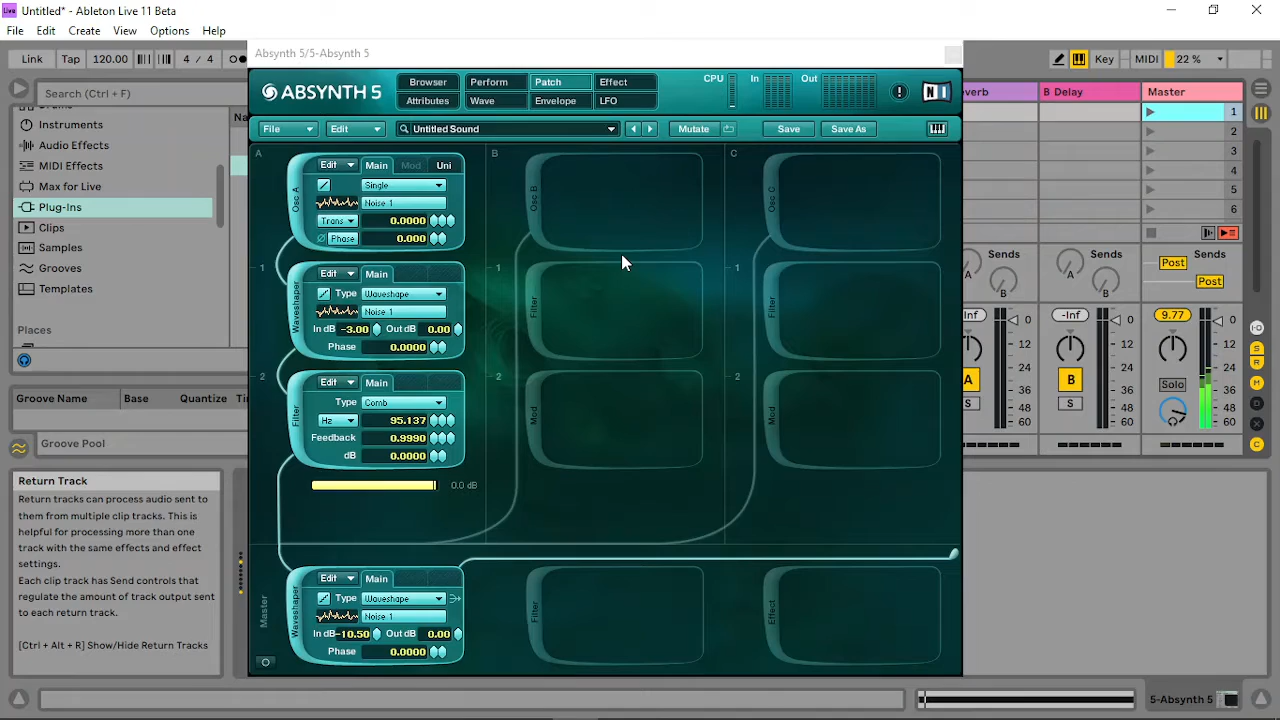 Untitled* - Ableton Live 11 Beta
File Edit Create View Options Help
Link Tap 120.00 4 / 4
Key MIDI 22 %
Search (Ctrl + F)
Instruments
Audio Effects
MIDI Effects
Max for Live
Plug-Ins
Clips
Samples
Grooves
Templates
Places
Na
Groove Name Base Quantize
Groove Pool
Return Track
Return tracks can process audio sent to
them from multiple clip tracks. This is
helpful for processing more than one
track with the same effects and effect
settings.
Each clip track has Send controls that
regulate the amount of track output sent
to each return track.
[Ctrl + Alt + R] Show/Hide Return Tracks
Absynth 5/5-Absynth 5
ABSYNTH 5
Browser Perform Patch Effect
Attributes Wave Envelope LFO
CPU In Out
!
NI
File Edit Untitled Sound Mutate Save Save As
A B C
Osc A
Edit Main Mod Uni
Single
Noise 1
Trans 0.0000
Phase 0.000
Osc B
Osc C
1 1 1
Waveshaper
Edit Main
Type Waveshape
Noise 1
In dB -3.00 Out dB 0.00
Phase 0.0000
Filter
Filter
2 2 2
Filter
Edit Main
Type Comb
Hz 95.137
Feedback 0.9990
dB 0.0000
Mod
Mod
0.0 dB
Master
Waveshaper
Edit Main
Type Waveshape
Noise 1
In dB -10.50 Out dB 0.00
Phase 0.0000
Filter
Effect
everb B Delay Master
1
2
3
4
5
6
Sends Sends
A A
B B
Post
Post
Inf -Inf 9.77
0 0 0
12 12 12
24 24 24
36 36 36
48 48 48
60 60 60
A B Solo
S S
I-O
S
R
M
D
X
C
5-Absynth 5